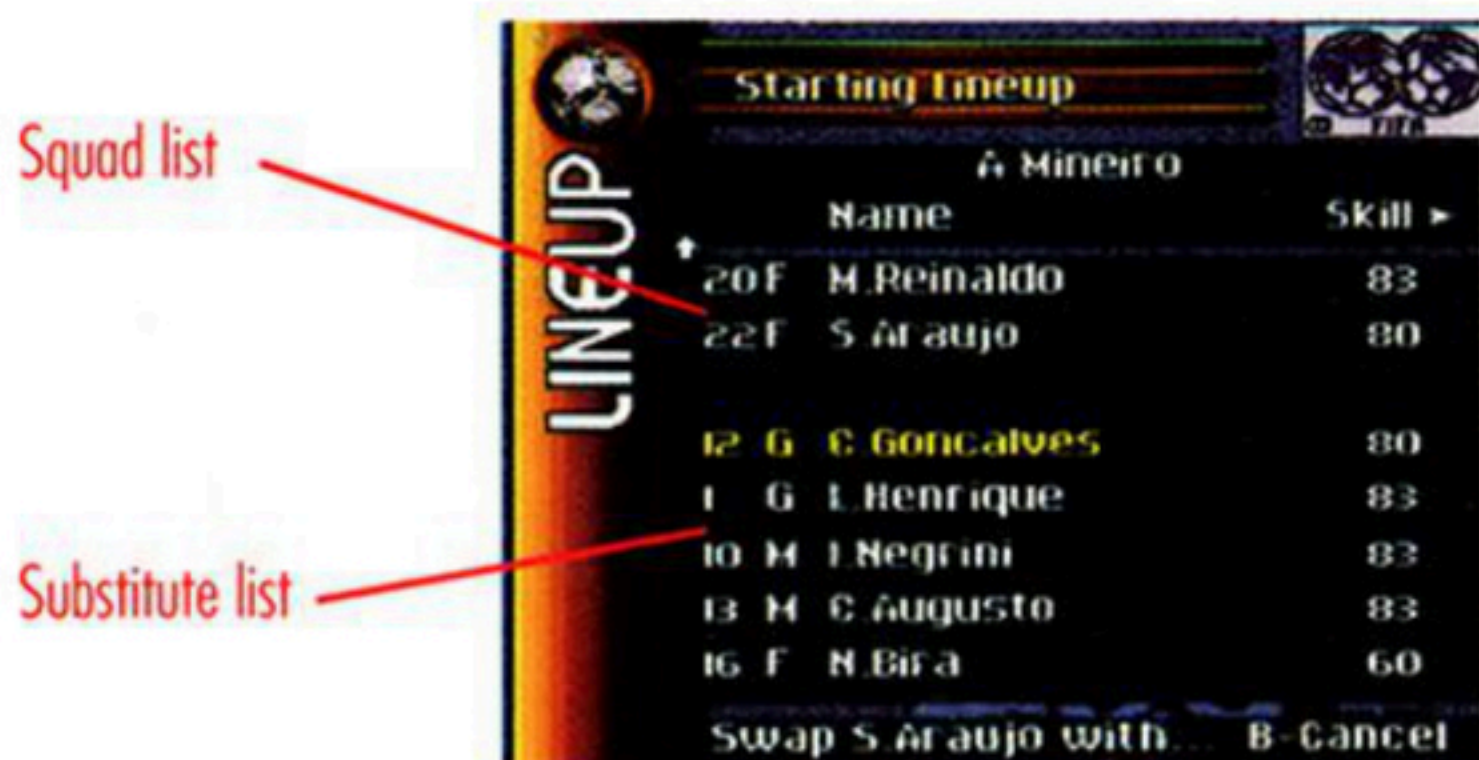 Starting Lineup
FIFA
Squad list
LINEUP
A Mineiro
Name Skill
20 F M.Reinaldo 83
22 F S.Araujo 80
12 G C.Goncalves 80
1 G L.Henrique 83
10 M I.Negrini 83
13 M C.Augusto 83
16 F N.Bira 60
Substitute list
Swap S.Araujo with... B-Cancel